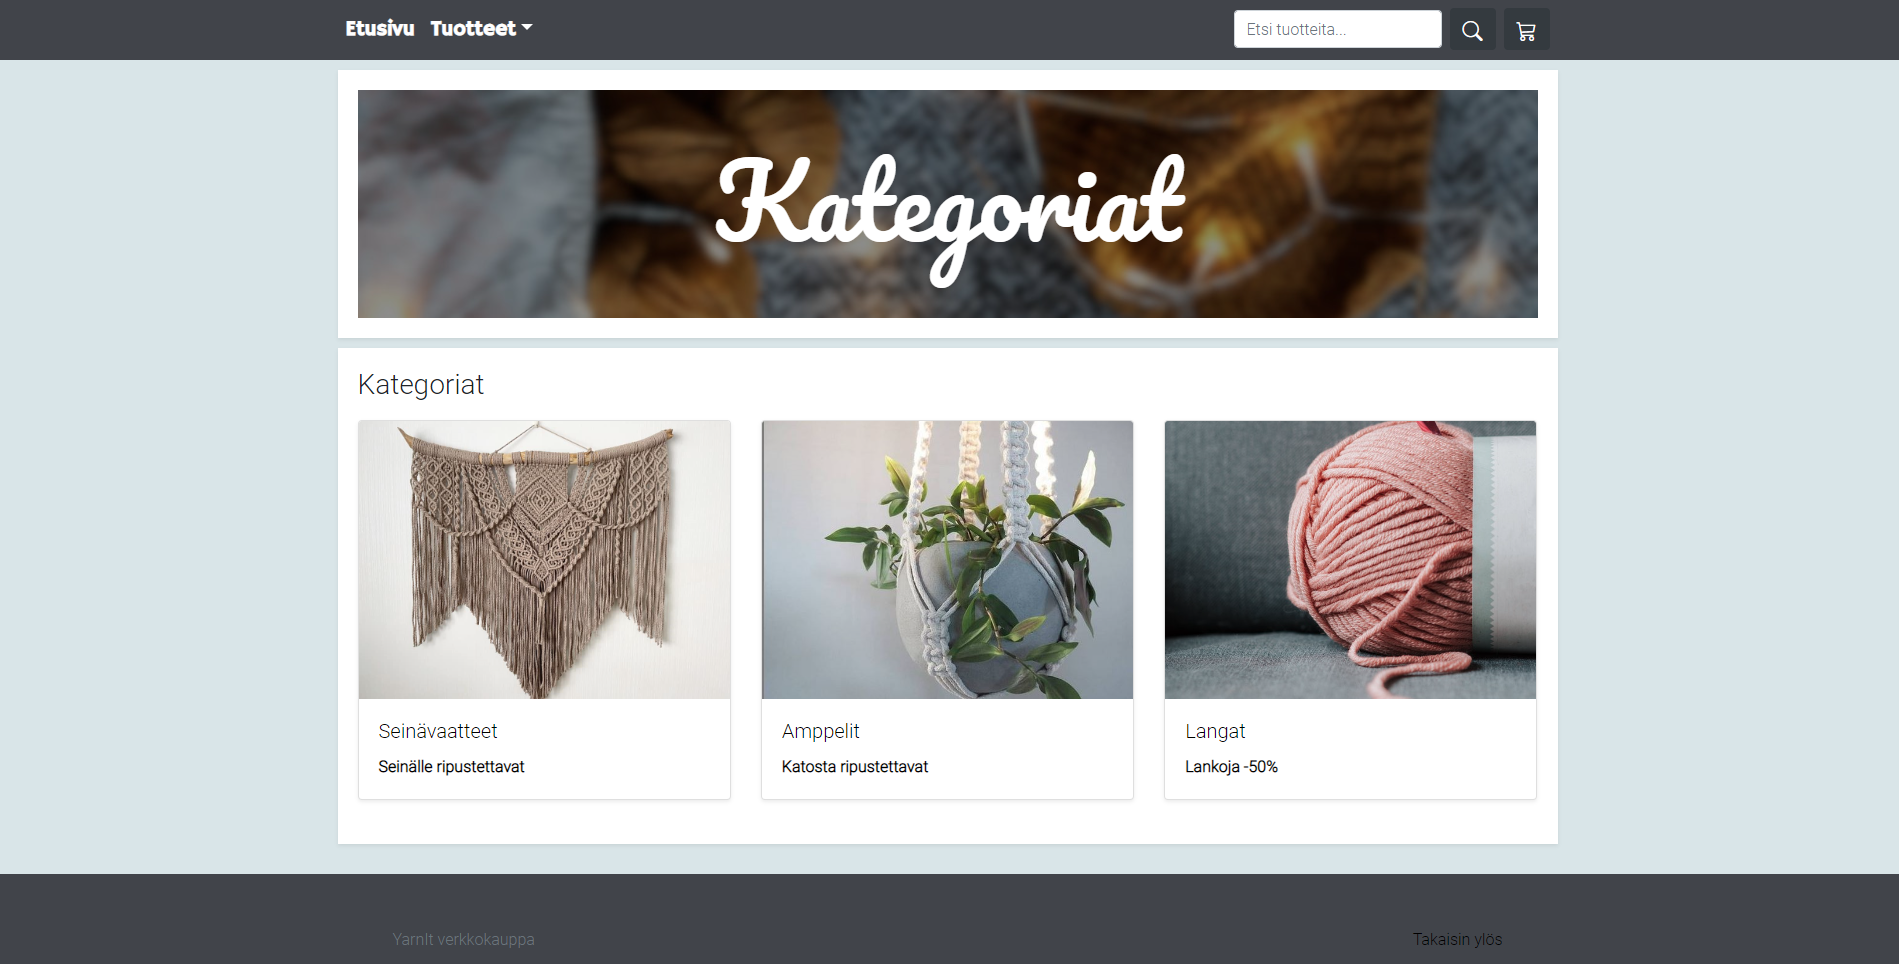 Etusivu Tuotteet Etsi tuotteita...
Kategoriat
Kategoriat
Seinävaatteet
Seinälle ripustettavat
Amppelit
Katosta ripustettavat
Langat
Lankoja -50%
YarnIt verkkokauppa
Takaisin ylös